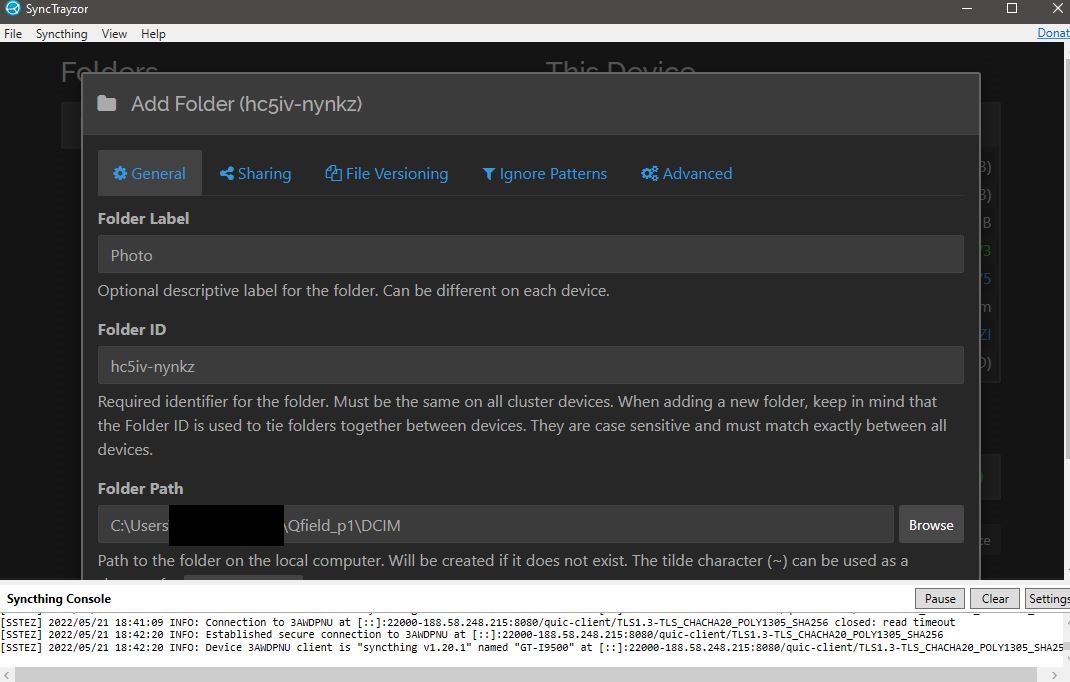 SyncTrayzor
File Syncthing View Help
Donat
Folders This Device
Add Folder (hc5iv-nynkz)
General Sharing File Versioning Ignore Patterns Advanced
Folder Label
Photo
Optional descriptive label for the folder. Can be different on each device.
Folder ID
hc5iv-nynkz
Required identifier for the folder. Must be the same on all cluster devices. When adding a new folder, keep in mind that
the Folder ID is used to tie folders together between devices. They are case sensitive and must match exactly between all
devices.
Folder Path
C:\Users \Qfield_p1\DCIM
Browse
Path to the folder on the local computer. Will be created if it does not exist. The tilde character (~) can be used as a
Syncthing Console
Pause Clear Settings
[SSTEZ] 2022/05/21 18:41:09 INFO: Connection to 3AWDPNU at [::]:22000-188.58.248.215:8080/quic-client/TLS1.3-TLS_CHACHA20_POLY1305_SHA256 closed: read timeout
[SSTEZ] 2022/05/21 18:42:20 INFO: Established secure connection to 3AWDPNU at [::]:22000-188.58.248.215:8080/quic-client/TLS1.3-TLS_CHACHA20_POLY1305_SHA256
[SSTEZ] 2022/05/21 18:42:20 INFO: Device 3AWDPNU client is "syncthing v1.20.1" named "GT-I9500" at [::]:22000-188.58.248.215:8080/quic-client/TLS1.3-TLS_CHACHA20_POLY1305_SHA25